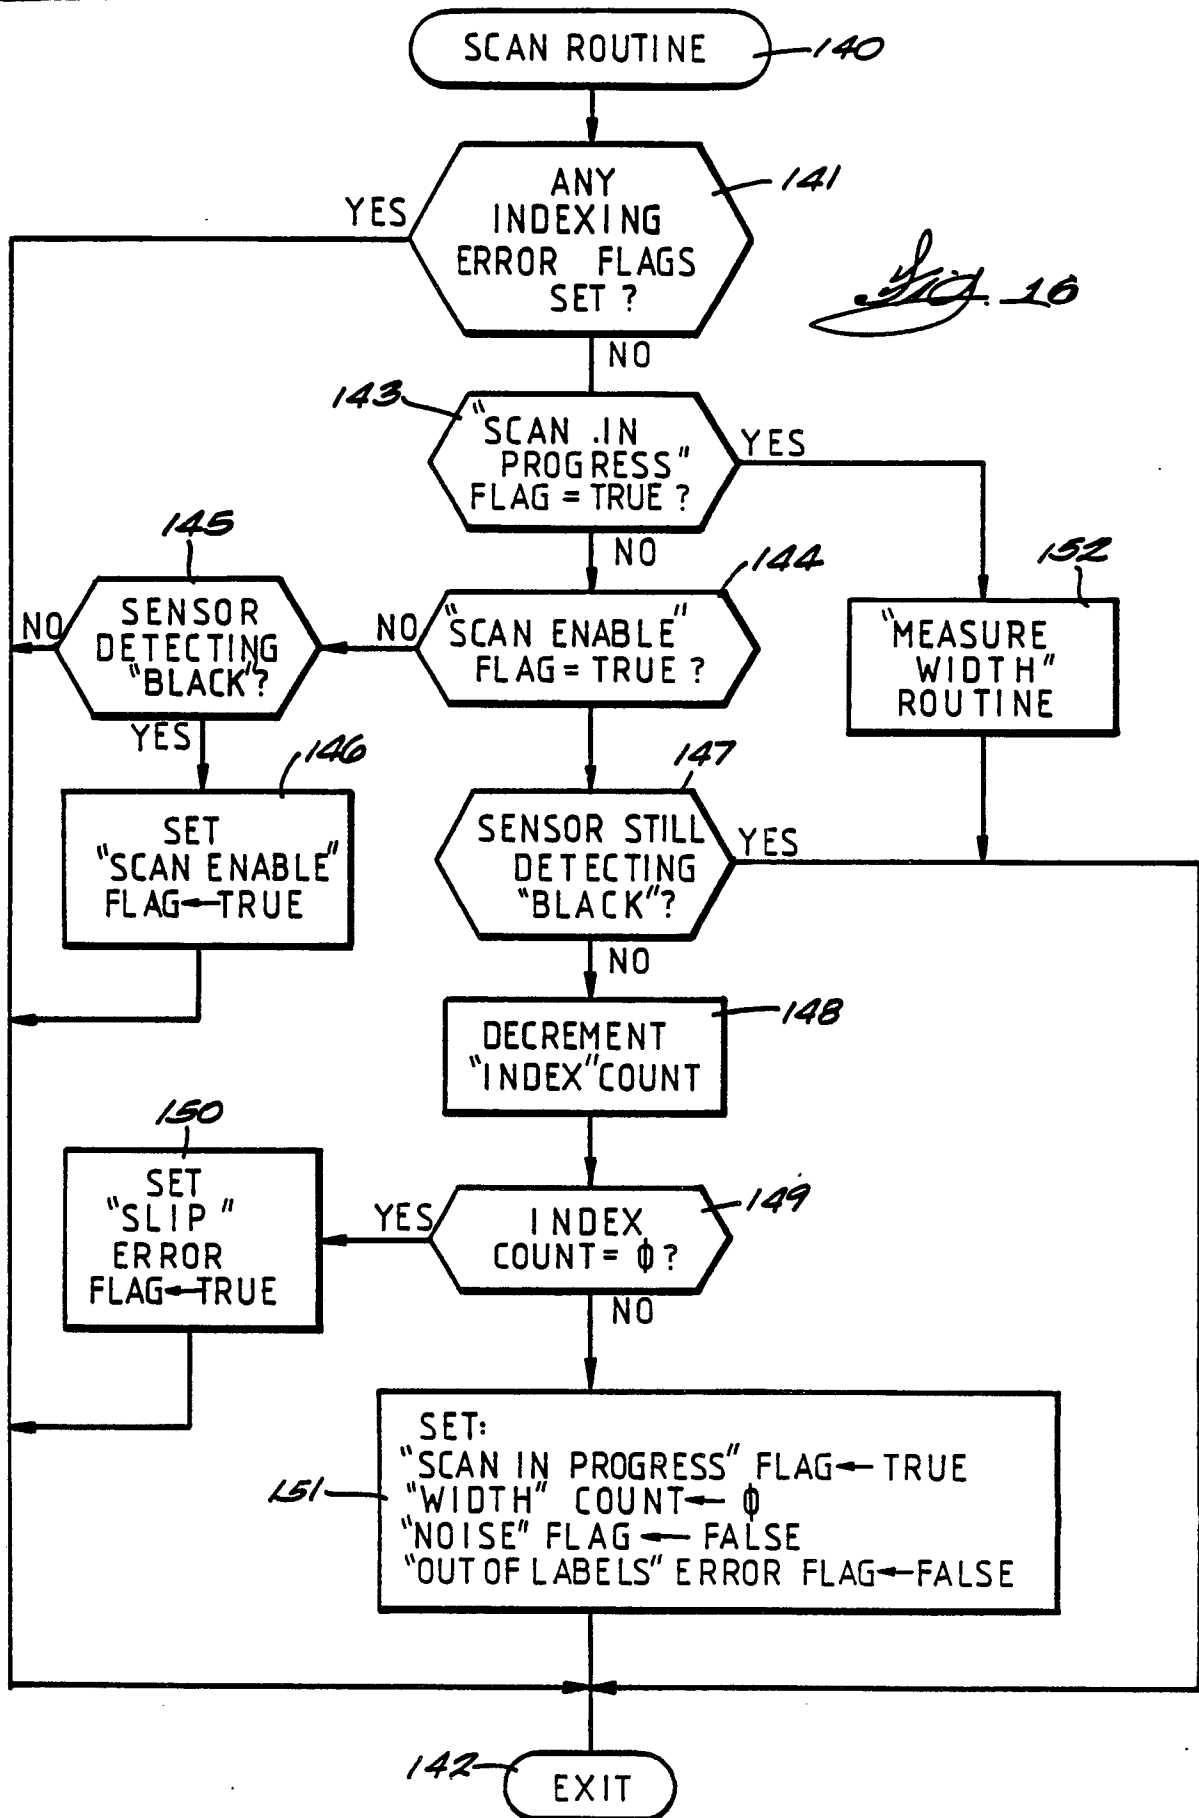 SCAN ROUTINE
140
ANY
INDEXING
ERROR FLAGS
SET ?
141
YES
Fig. 16
NO
143
"SCAN .IN
PROGRESS"
FLAG = TRUE ?
YES
NO
145
144
152
SENSOR
DETECTING
"BLACK"?
NO
NO
"SCAN ENABLE"
FLAG = TRUE ?
"MEASURE
WIDTH"
ROUTINE
YES
146
147
SET
"SCAN ENABLE"
FLAG←TRUE
SENSOR STILL
DETECTING
"BLACK"?
YES
NO
148
DECREMENT
"INDEX" COUNT
150
SET
"SLIP"
ERROR
FLAG←TRUE
YES
149
INDEX
COUNT = ϕ ?
NO
151
SET:
"SCAN IN PROGRESS" FLAG← TRUE
"WIDTH" COUNT← ϕ
"NOISE" FLAG ← FALSE
"OUT OF LABELS" ERROR FLAG←FALSE
142
EXIT